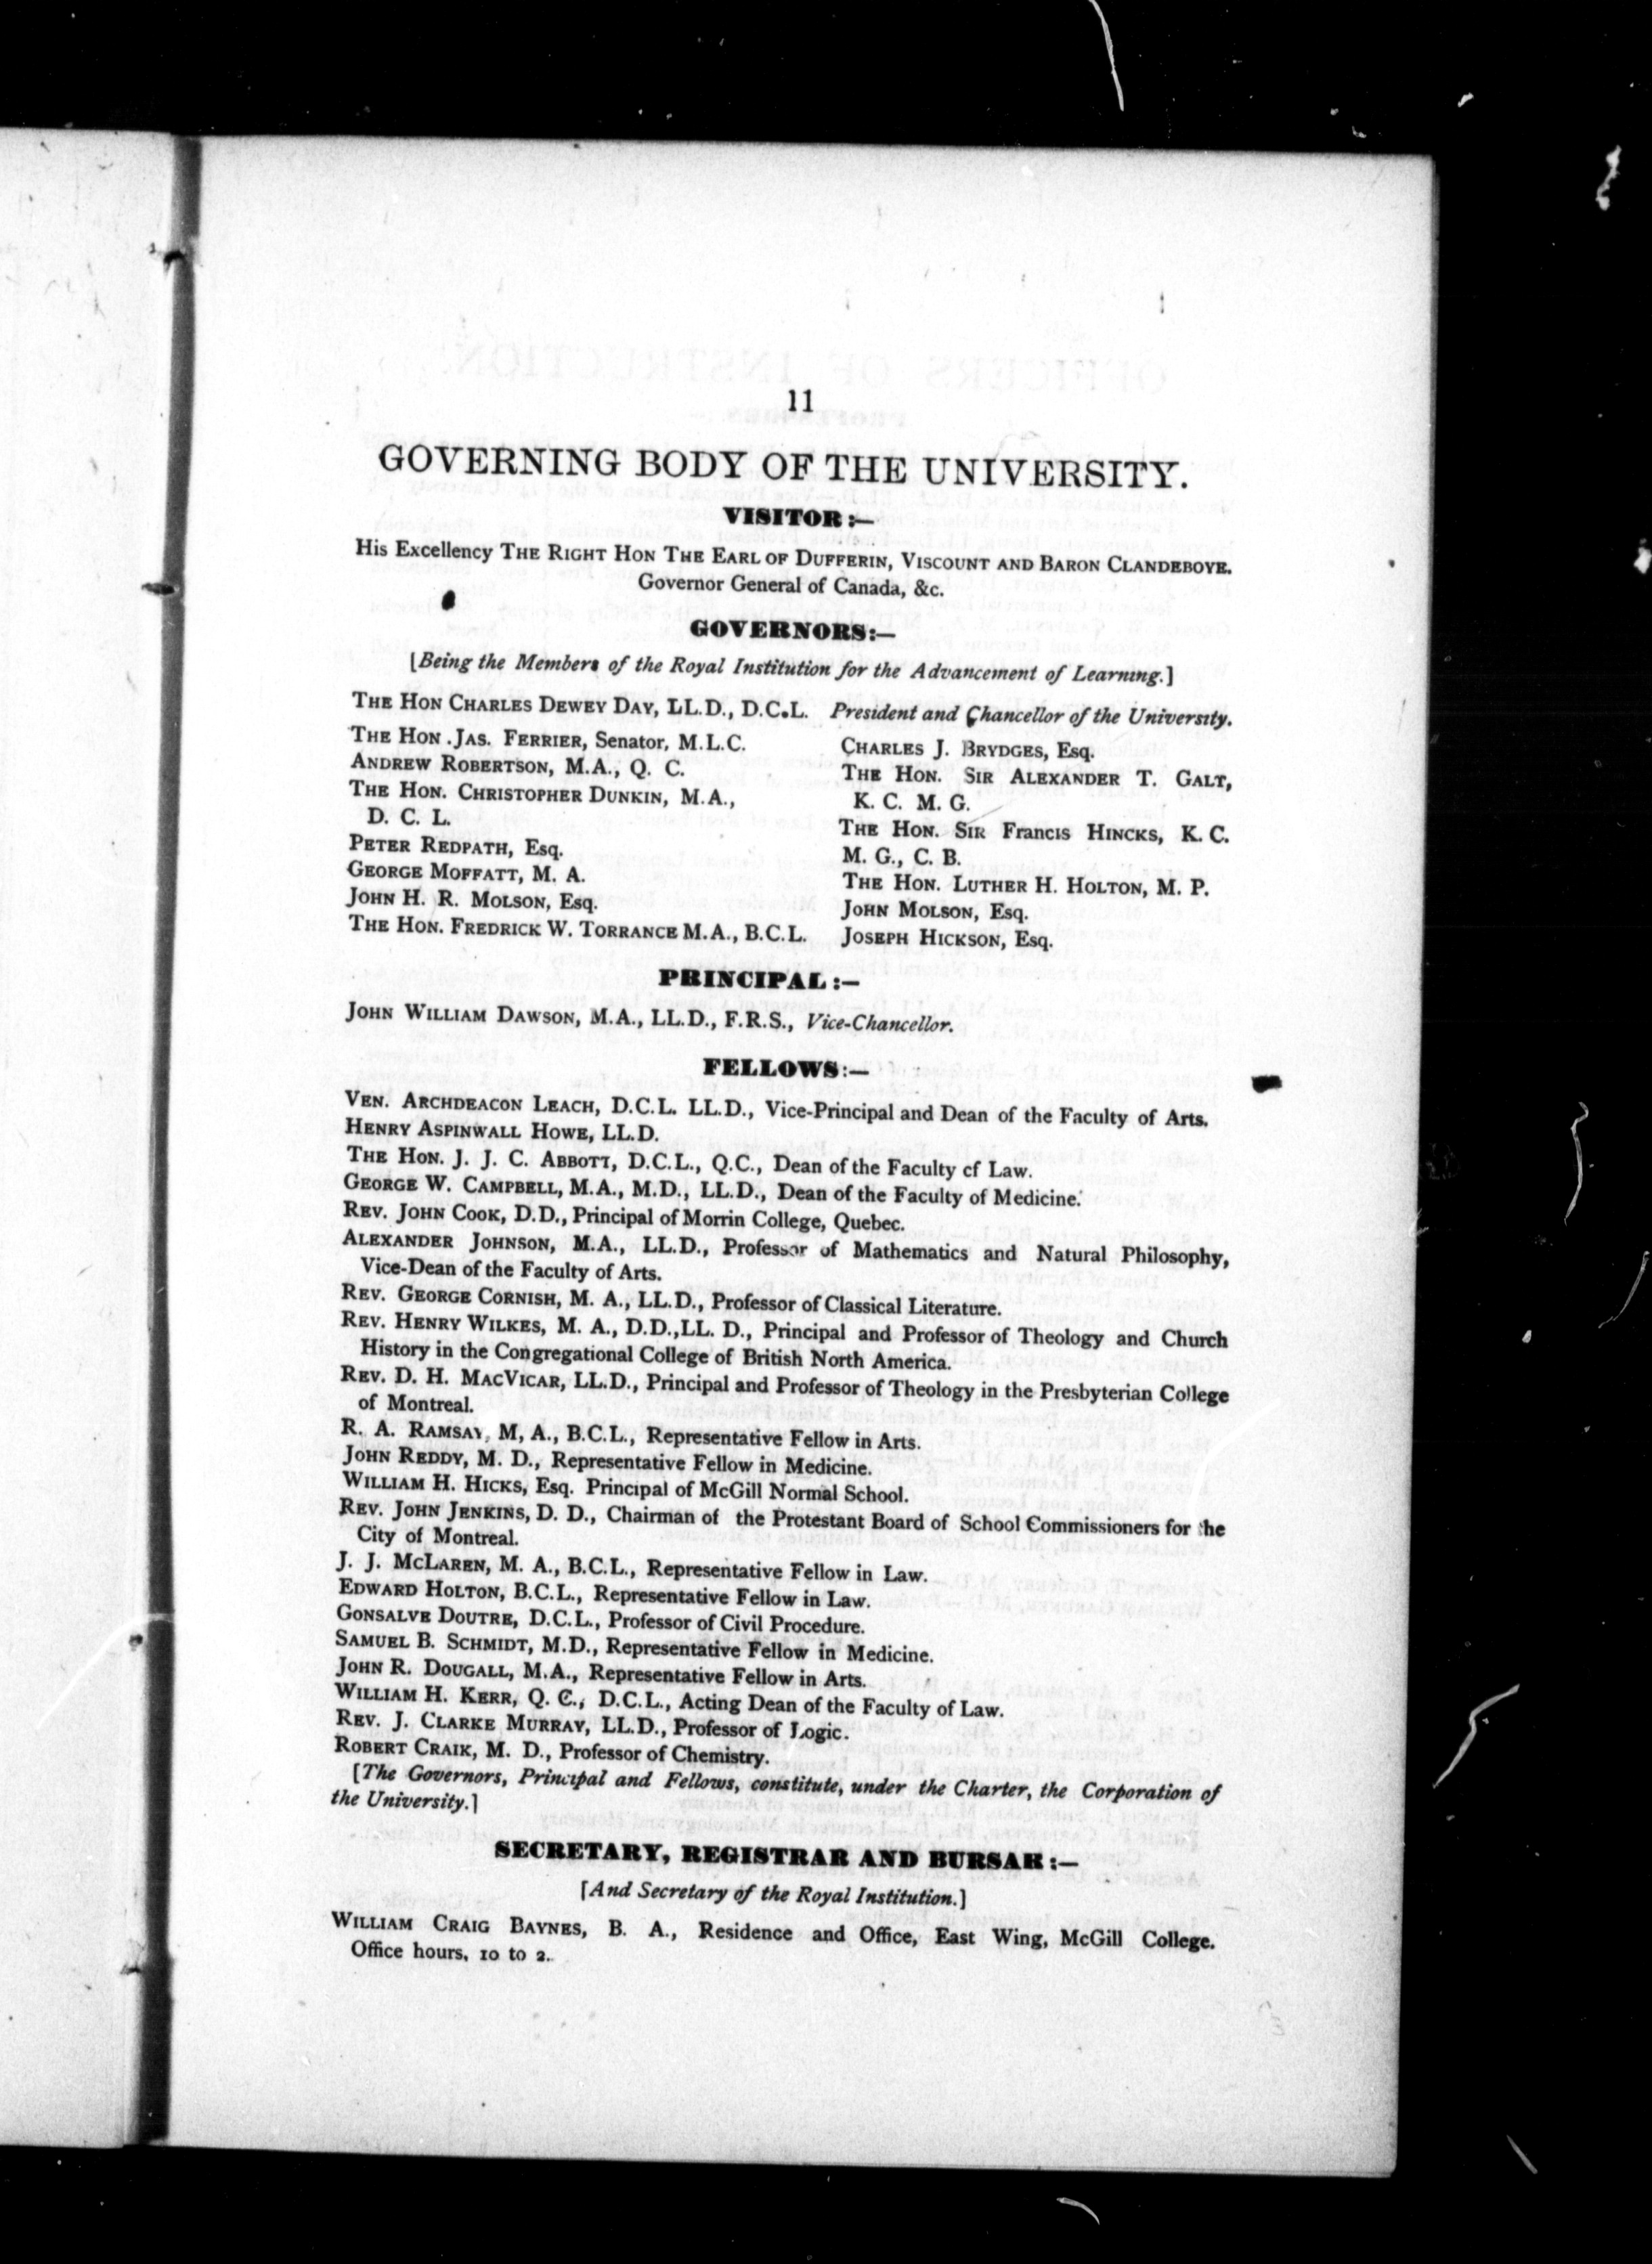 11
GOVERNING BODY OF THE UNIVERSITY.
VISITOR :—
His Excellency THE RIGHT HON THE EARL OF DUFFERIN, VISCOUNT AND BARON CLANDEBOYE.
Governor General of Canada, &c.
GOVERNORS:—
[Being the Members of the Royal Institution for the Advancement of Learning.]
THE HON CHARLES DEWEY DAY, LL.D., D.C.L. President and Chancellor of the University.
THE HON . JAS. FERRIER, Senator, M.L.C.
ANDREW ROBERTSON, M.A., Q. C.
THE HON. CHRISTOPHER DUNKIN, M.A.,
D. C. L.
PETER REDPATH, Esq.
GEORGE MOFFATT, M. A.
JOHN H. R. MOLSON, Esq.
THE HON. FREDRICK W. TORRANCE M.A., B.C.L.
CHARLES J. BRYDGES, Esq.
THE HON. SIR ALEXANDER T. GALT,
K. C. M. G.
THE HON. SIR Francis HINCKS, K. C.
M. G., C. B.
THE HON. LUTHER H. HOLTON, M. P.
JOHN MOLSON, Esq.
JOSEPH HICKSON, Esq.
PRINCIPAL :—
JOHN WILLIAM DAWSON, M.A., LL.D., F.R.S., Vice-Chancellor.
FELLOWS:—
VEN. ARCHDEACON LEACH, D.C.L. LL.D., Vice-Principal and Dean of the Faculty of Arts.
HENRY ASPINWALL HOWE, LL.D.
THE HON. J. J. C. ABBOTT, D.C.L., Q.C., Dean of the Faculty cf Law.
GEORGE W. CAMPBELL, M.A., M.D., LL.D., Dean of the Faculty of Medicine.
REV. JOHN COOK, D.D., Principal of Morrin College, Quebec.
ALEXANDER JOHNSON, M.A., LL.D., Professor of Mathematics and Natural Philosophy,
Vice-Dean of the Faculty of Arts.
REV. GEORGE CORNISH, M. A., LL.D., Professor of Classical Literature.
REV. HENRY WILKES, M. A., D.D.,LL. D., Principal and Professor of Theology and Church
History in the Congregational College of British North America.
REV. D. H. MACVICAR, LL.D., Principal and Professor of Theology in the Presbyterian College
of Montreal.
R. A. RAMSAY, M, A., B.C.L., Representative Fellow in Arts.
JOHN REDDY, M. D., Representative Fellow in Medicine.
WILLIAM H. HICKS, Esq. Principal of McGill Normal School.
REV. JOHN JENKINS, D. D., Chairman of the Protestant Board of School Commissioners for the
City of Montreal.
J. J. MCLAREN, M. A., B.C.L., Representative Fellow in Law.
EDWARD HOLTON, B.C.L., Representative Fellow in Law.
GONSALVE DOUTRE, D.C.L., Professor of Civil Procedure.
SAMUEL B. SCHMIDT, M.D., Representative Fellow in Medicine.
JOHN R. DOUGALL, M.A., Representative Fellow in Arts.
WILLIAM H. KERR, Q. C., D.C.L., Acting Dean of the Faculty of Law.
REV. J. CLARKE MURRAY, LL.D., Professor of Logic.
ROBERT CRAIK, M. D., Professor of Chemistry.
[The Governors, Principal and Fellows, constitute, under the Charter, the Corporation of
the University.]
SECRETARY, REGISTRAR AND BURSAR :—
[And Secretary of the Royal Institution.]
WILLIAM CRAIG BAYNES, B. A., Residence and Office, East Wing, McGill College.
Office hours, 10 to 2.